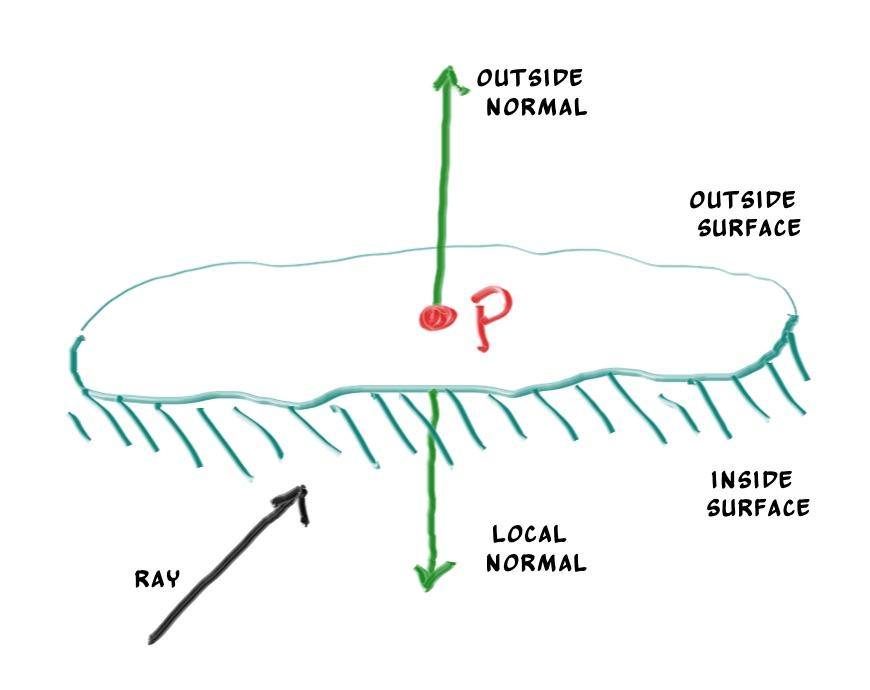 OUTSIDE
NORMAL
OUTSIDE
SURFACE
P
INSIDE
SURFACE
LOCAL
NORMAL
RAY